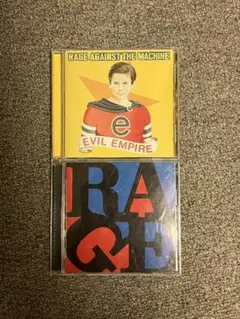 RAGE AGAINST THE MACHINE
e
EVIL EMPIRE
RA
GE